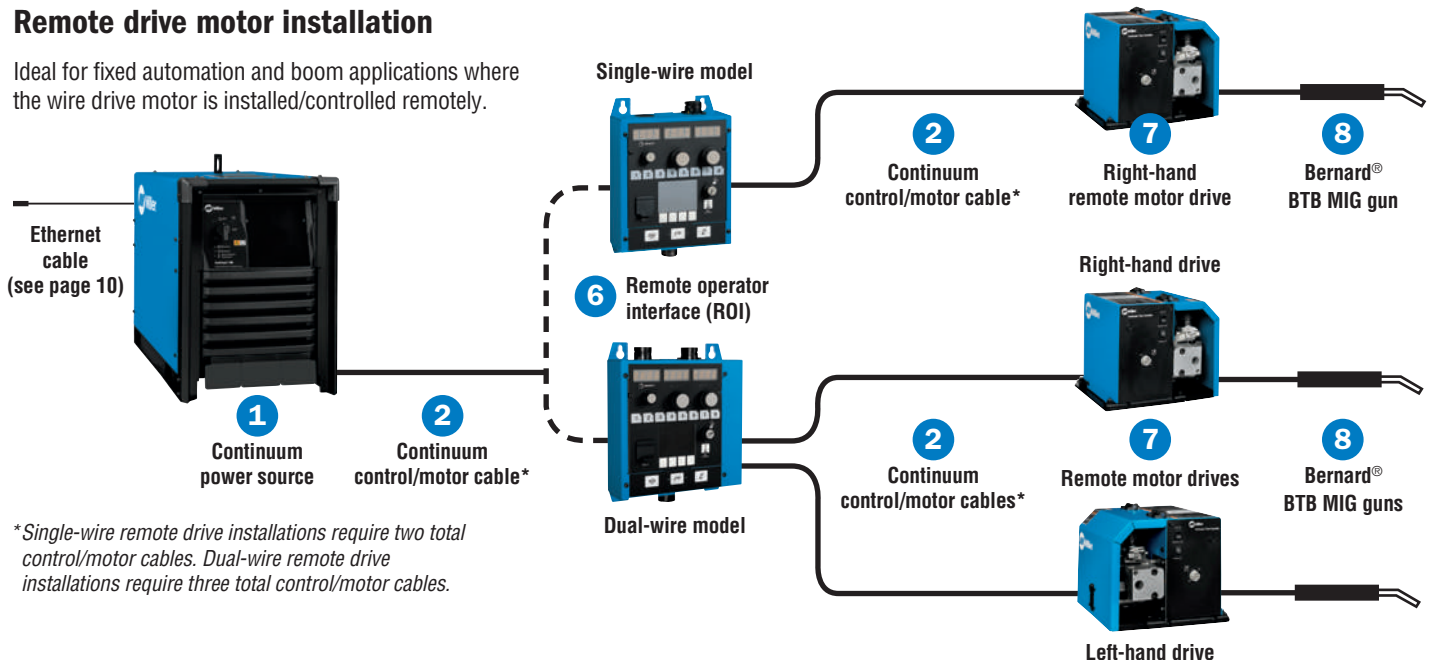 Remote drive motor installation
Ideal for fixed automation and boom applications where
the wire drive motor is installed/controlled remotely.
Single-wire model
Miller
Ethernet
cable
(see page 10)
2
Continuum
control/motor cable*
7
Right-hand
remote motor drive
8
Bernard®
BTB MIG gun
6
Remote operator
interface (ROI)
Right-hand drive
1
Continuum
power source
2
Continuum
control/motor cable*
Dual-wire model
2
Continuum
control/motor cables*
7
Remote motor drives
8
Bernard®
BTB MIG guns
*Single-wire remote drive installations require two total
control/motor cables. Dual-wire remote drive
installations require three total control/motor cables.
Left-hand drive